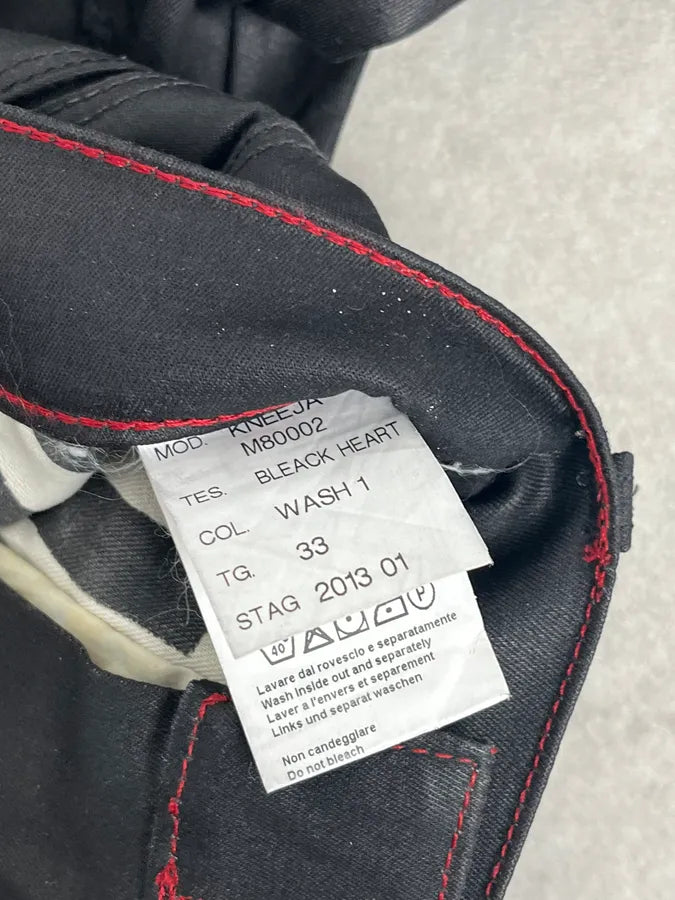 MOD. KNEEJA
M80002
TES. BLEACK HEART
COL. WASH 1
TG. 33
STAG 2013 01
40°
P
Lavare dal rovescio e separatamente
Wash Inside out and separately
Laver a l'envers et separement
Links und separat waschen
Non candeggiare
Do not bleach